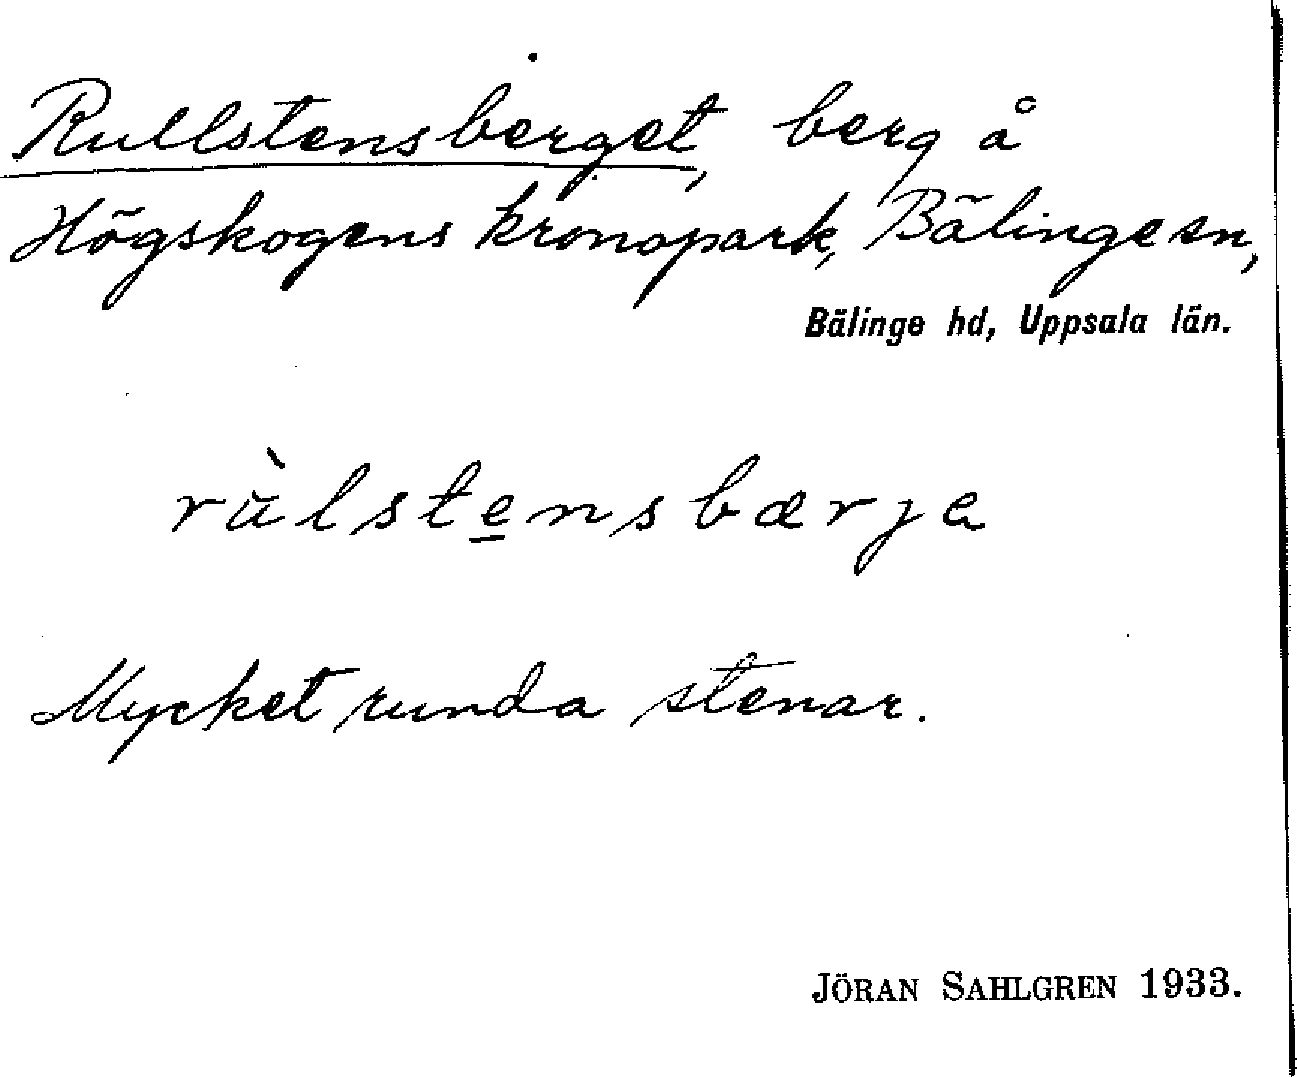 Rullstensberget, berg å
Högskogens kronopark, Bälinge sn,
Bälinge hd, Uppsala län.
rùlstensbærje
Mycket runda stenar.
JÖRAN SAHLGREN 1933.